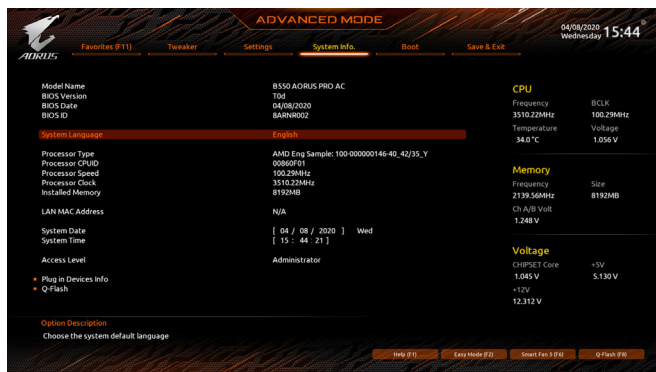 ADVANCED MODE
04/08/2020
Wednesday 15:44
AORUS
Favorites (F11) Tweaker Settings System Info. Boot Save & Exit
Model Name B550 AORUS PRO AC
BIOS Version T0d
BIOS Date 04/08/2020
BIOS ID 8ARNR002
System Language English
Processor Type AMD Eng Sample: 100-000000146-40_42/35_Y
Processor CPUID 00860F01
Processor Speed 100.29MHz
Processor Clock 3510.22MHz
Installed Memory 8192MB
LAN MAC Address N/A
System Date [ 04 / 08 / 2020 ] Wed
System Time [ 15 : 44 : 21 ]
Access Level Administrator
Plug in Devices Info
Q-Flash
CPU
Frequency BCLK
3510.22MHz 100.29MHz
Temperature Voltage
34.0 °C 1.056 V
Memory
Frequency Size
2139.56MHz 8192MB
Ch A/B Volt
1.248 V
Voltage
CHIPSET Core +5V
1.045 V 5.130 V
+12V
12.312 V
Option Description
Choose the system default language
Help (F1) Easy Mode (F2) Smart Fan 5 (F6) Q-Flash (F8)